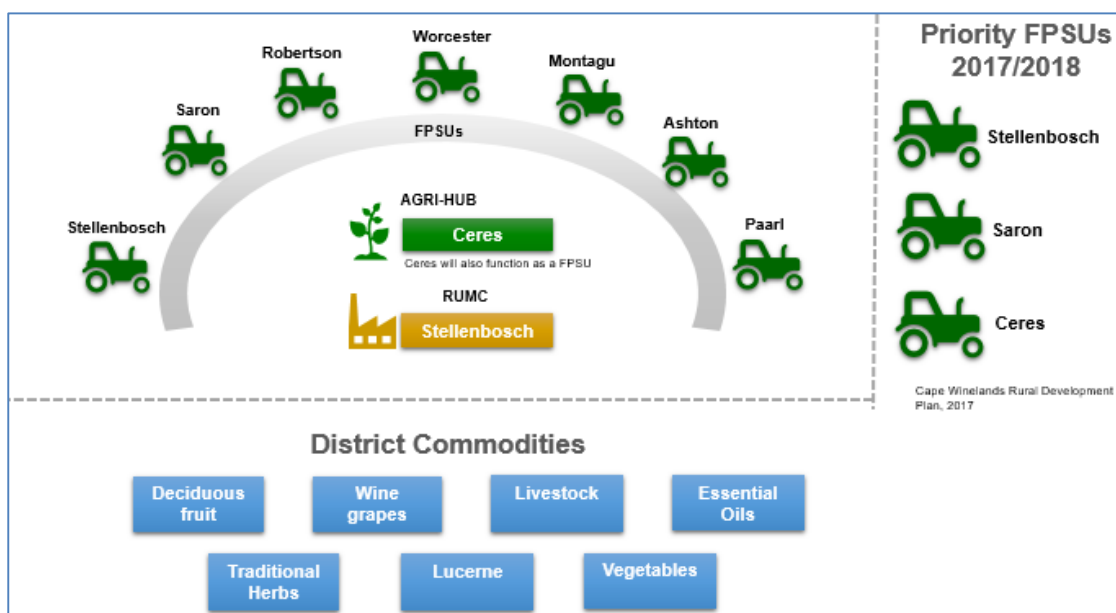 Worcester
Robertson
Montagu
Saron
Ashton
FPSUs
Stellenbosch
Paarl
AGRI-HUB
Ceres
Ceres will also function as a FPSU
RUMC
Stellenbosch
Priority FPSUs
2017/2018
Stellenbosch
Saron
Ceres
Cape Winelands Rural Development
Plan, 2017
District Commodities
Deciduous
fruit
Wine
grapes
Livestock
Essential
Oils
Traditional
Herbs
Lucerne
Vegetables